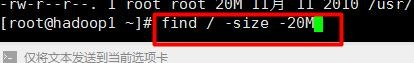 -rw-r--r--. 1 root root 20M 11月 11 2010 /usr/
[root@hadoop1 ~]# find / -size -20M
仅将文本发送到当前选项卡